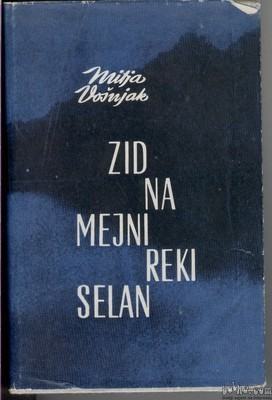 Mitja
Vošnjak
ZID
NA
MEJNI
REKI
SELAN